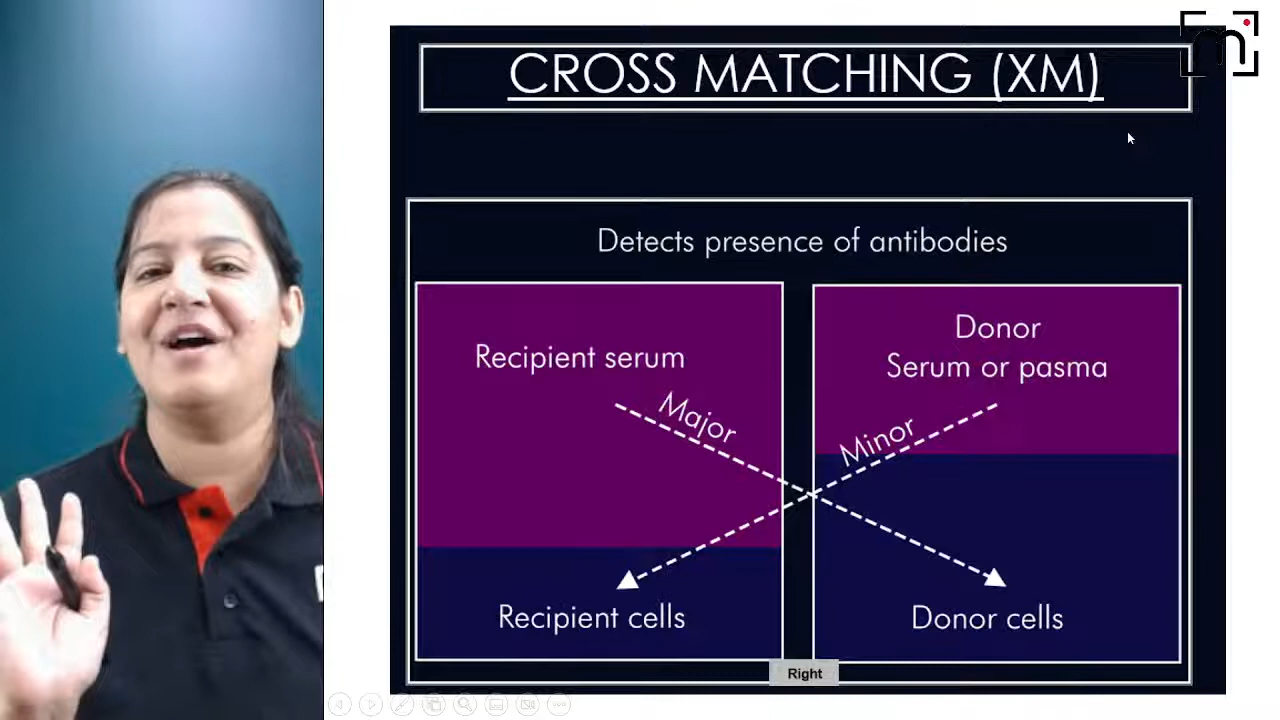 CROSS MATCHING (XM)
Detects presence of antibodies
Recipient serum
Donor
Serum or pasma
Major
Minor
Recipient cells
Donor cells
Right